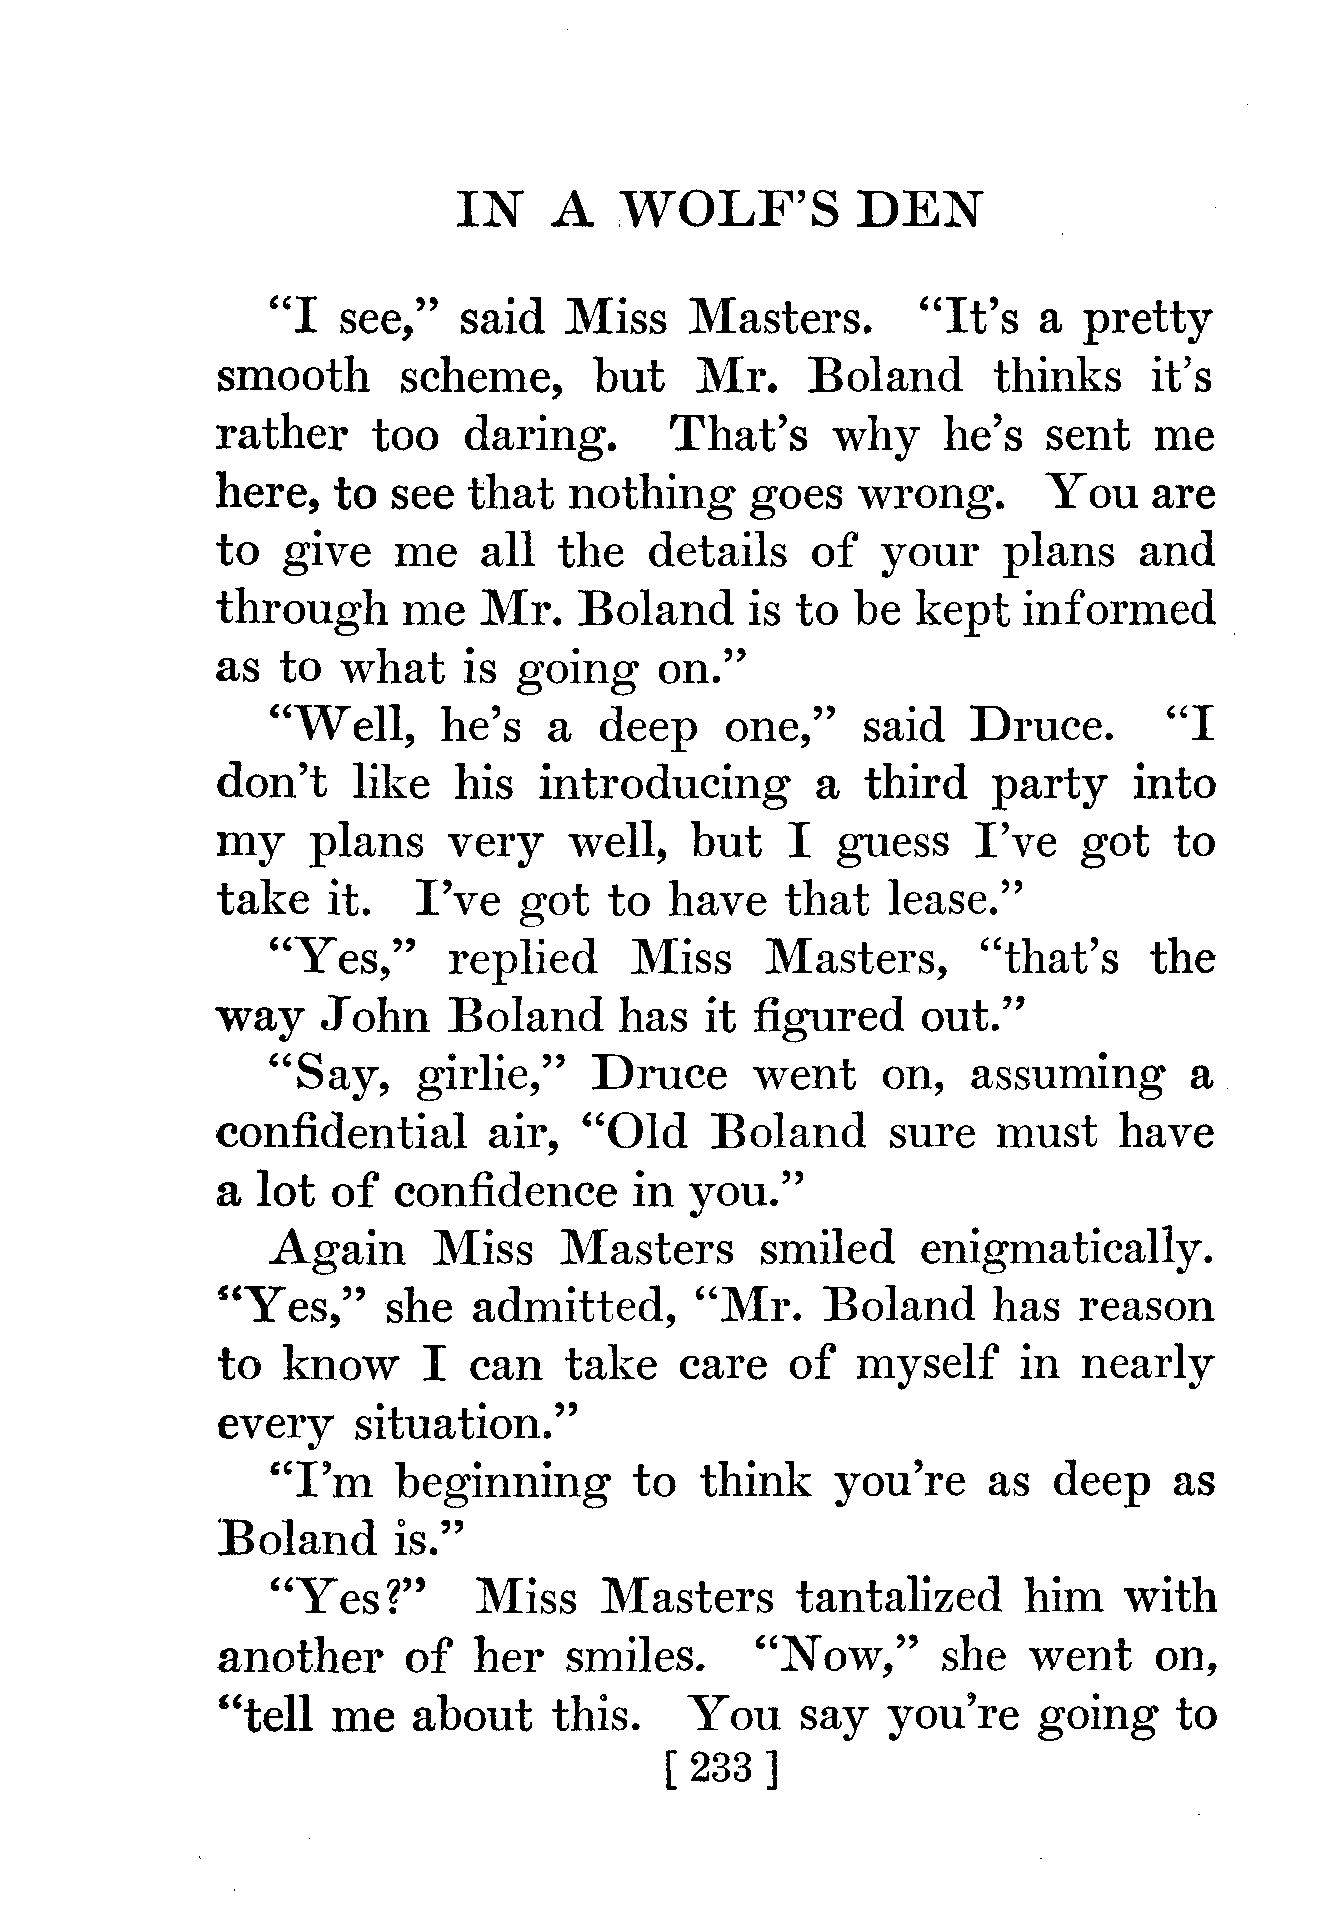 IN A WOLF'S DEN
“I see,” said Miss Masters. “It's a pretty
smooth scheme, but Mr. Boland thinks it's
rather too daring. That's why he's sent me
here, to see that nothing goes wrong. You are
to give me all the details of your plans and
through me Mr. Boland is to be kept informed
as to what is going on.”
“Well, he's a deep one,” said Druce. “I
don't like his introducing a third party into
my plans very well, but I guess I've got to
take it. I've got to have that lease.”
“Yes,” replied Miss Masters, “that's the
way John Boland has it figured out.”
“Say, girlie,” Druce went on, assuming a
confidential air, “Old Boland sure must have
a lot of confidence in you.”
Again Miss Masters smiled enigmatically.
“Yes,” she admitted, “Mr. Boland has reason
to know I can take care of myself in nearly
every situation.”
“I'm beginning to think you're as deep as
Boland is.”
“Yes?” Miss Masters tantalized him with
another of her smiles. “Now,” she went on,
“tell me about this. You say you're going to
[ 233 ]